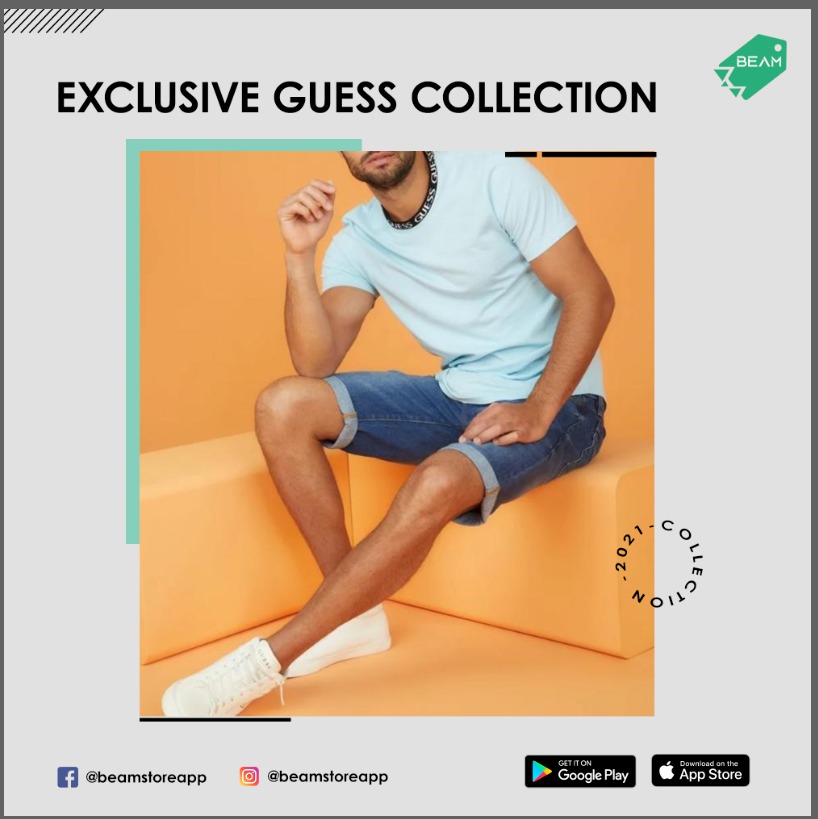 BEAM
EXCLUSIVE GUESS COLLECTION
GUESS GUESS GUESS
-2021-COLLECTION
@beamstoreapp
@beamstoreapp
GET IT ON
Google Play
Download on the
App Store